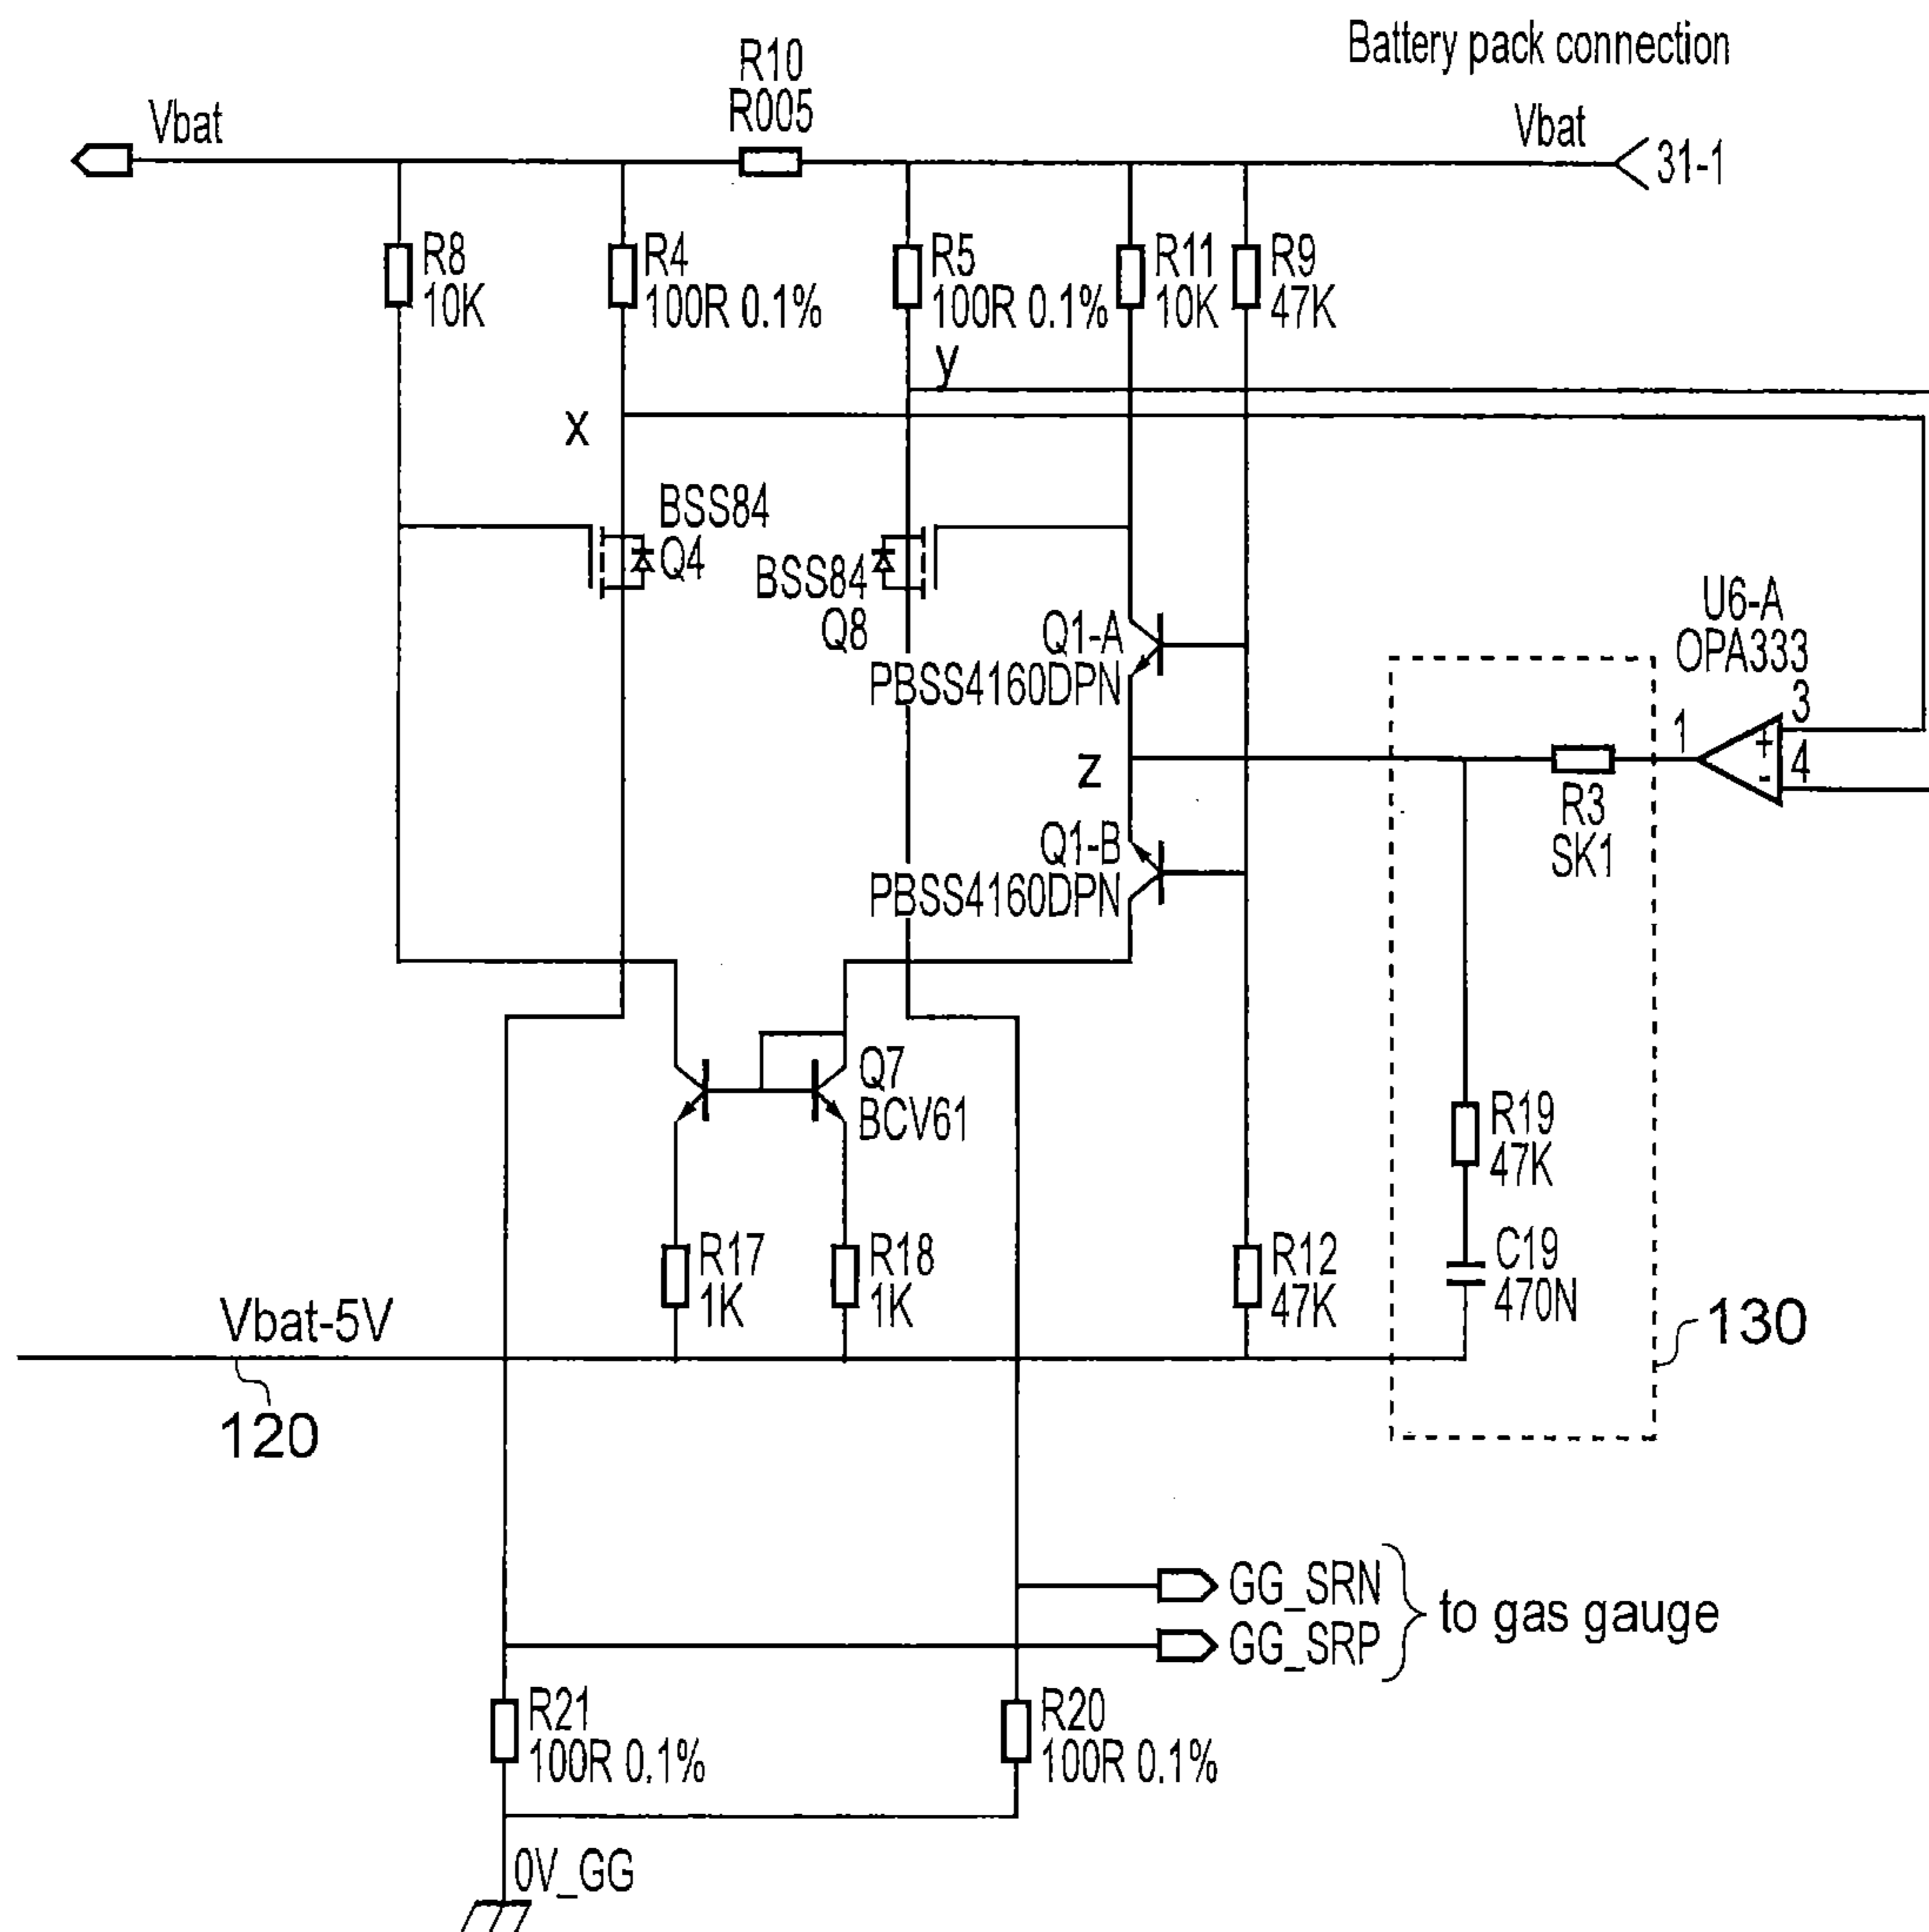 Battery pack connection
R10
R005
Vbat
Vbat
31-1
R8
10K
R4
100R 0.1%
R5
100R 0.1%
R11
10K
R9
47K
y
x
BSS84
Q4
BSS84
Q8
Q1-A
PBSS4160DPN
U6-A
OPA333
3
1
+
4
-
z
R3
SK1
Q1-B
PBSS4160DPN
Q7
BCV61
R19
47K
R17
1K
R18
1K
R12
47K
C19
470N
Vbat-5V
130
120
GG_SRN
GG_SRP
to gas gauge
R21
100R 0.1%
R20
100R 0.1%
0V_GG